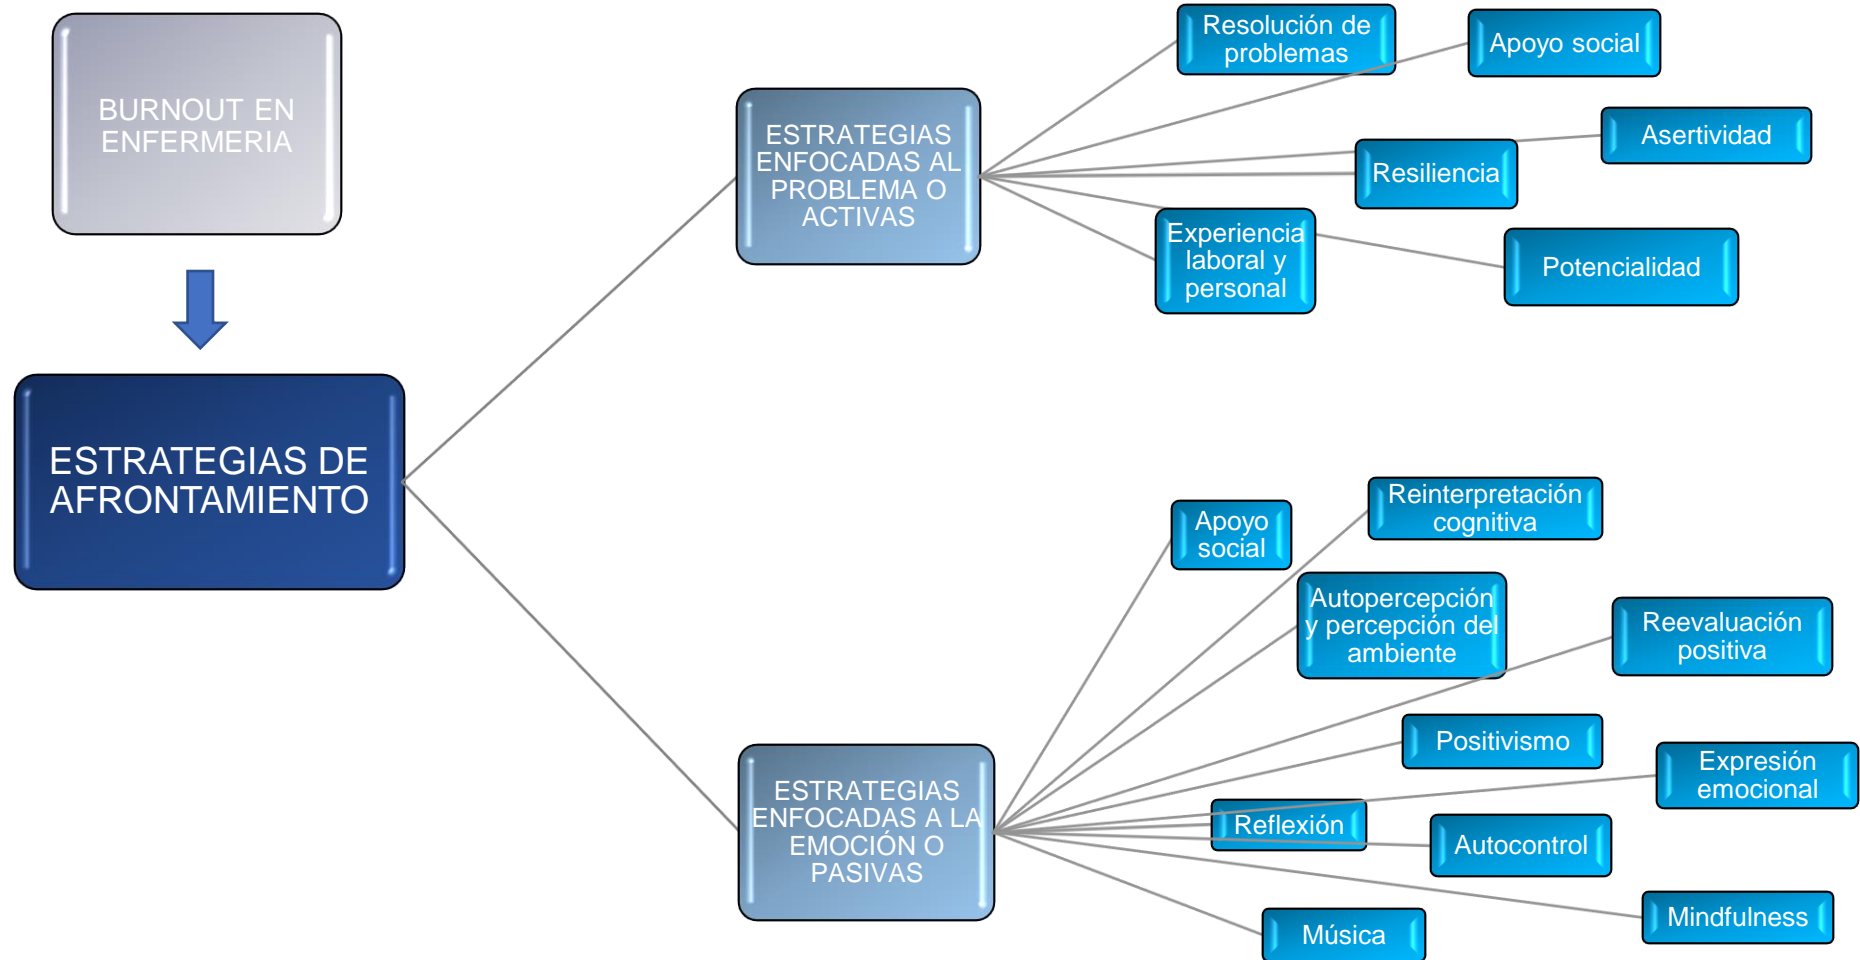 BURNOUT EN
ENFERMERIA
ESTRATEGIAS DE
AFRONTAMIENTO
ESTRATEGIAS
ENFOCADAS AL
PROBLEMA O
ACTIVAS
Resolución de
problemas
Apoyo social
Asertividad
Resiliencia
Experiencia
laboral y
personal
Potencialidad
ESTRATEGIAS
ENFOCADAS A LA
EMOCIÓN O
PASIVAS
Apoyo
social
Reinterpretación
cognitiva
Autopercepción
y percepción del
ambiente
Reevaluación
positiva
Positivismo
Expresión
emocional
Reflexión
Autocontrol
Mindfulness
Música